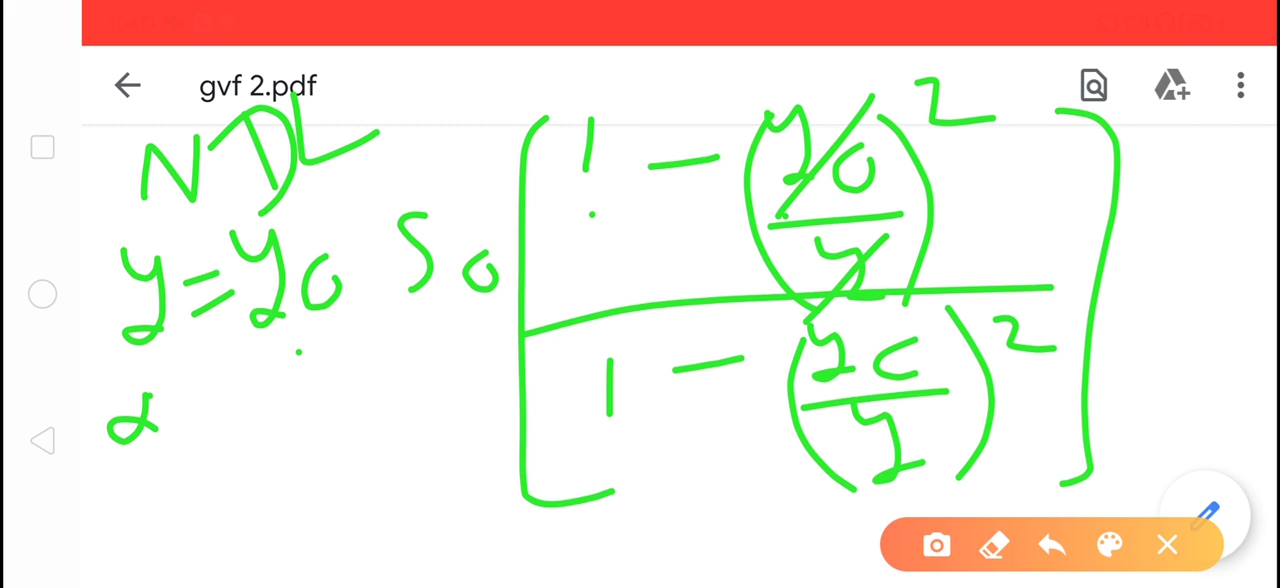 gvf 2.pdf
NDL
y = y0
d
S0 [ 1 - (y0/y)2 / 1 - (yc/y)2 ]